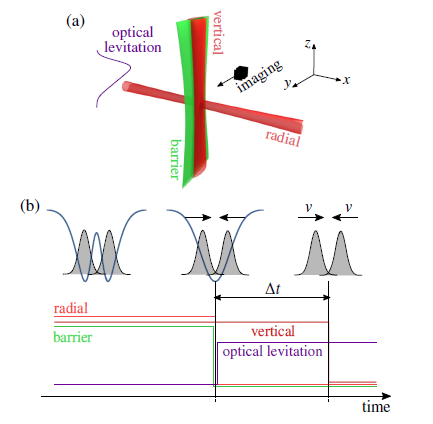 (a)
optical
levitation
vertical
z
imaging
y
x
radial
barrier
(b)
v
v
Δt
radial
barrier
vertical
optical levitation
time